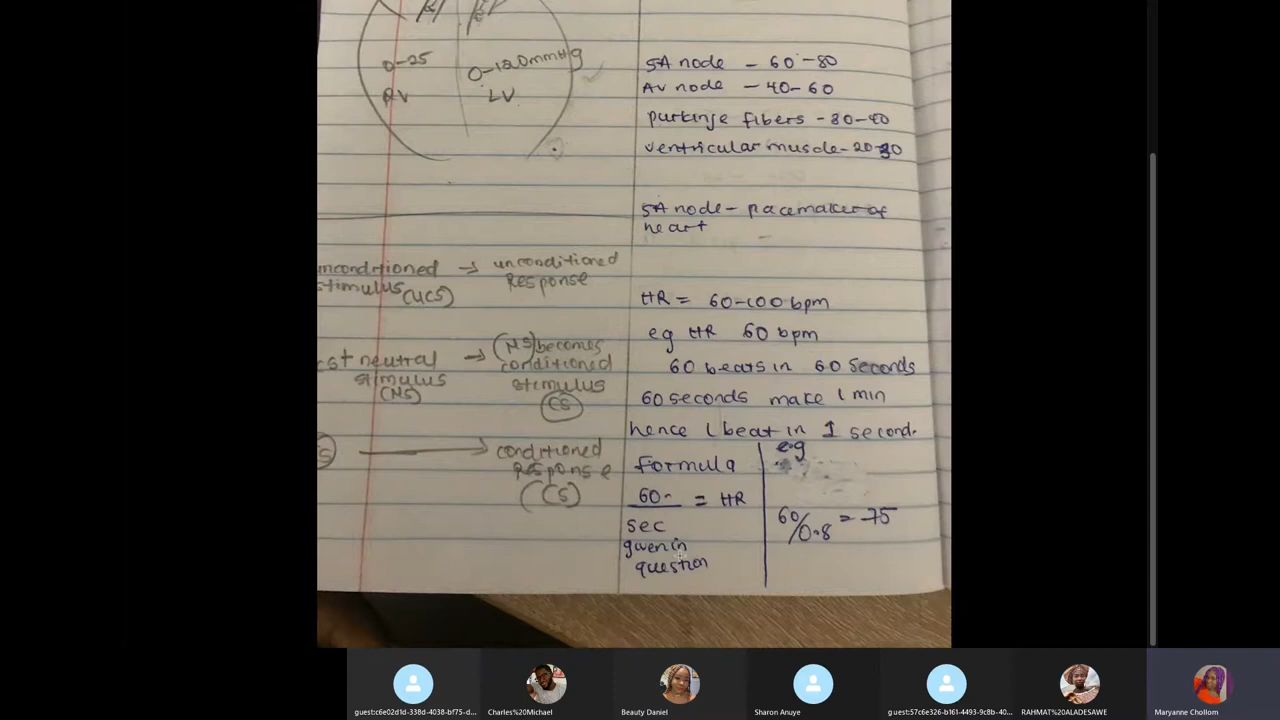 0-25
0-120mmHg
RV
LV
unconditioned → unconditioned
stimulus (UCS)
Response
+ neutral → (NS) becomes
stimulus
(NS)
conditioned
stimulus
CS
S → conditioned
Response
(CS)
SA node - 60-80
AV node - 40-60
purkinje fibers - 30-40
ventricular muscle - 20-30
SA node - pacemaker of
heart
HR = 60-100 bpm
eg HR 60 bpm
60 beats in 60 seconds
60 seconds make 1 min
hence 1 beat in 1 second.
formula
60 = HR
sec
given in
question
e.g
60/0.8 = 75
guest:c6e02d1d-338d-4038-bf75-d...
Charles%20Michael
Beauty Daniel
Sharon Anuye
guest:57c6e326-b161-4493-9c8b-40...
RAHMAT%20ALADESAWE
Maryanne Chollom